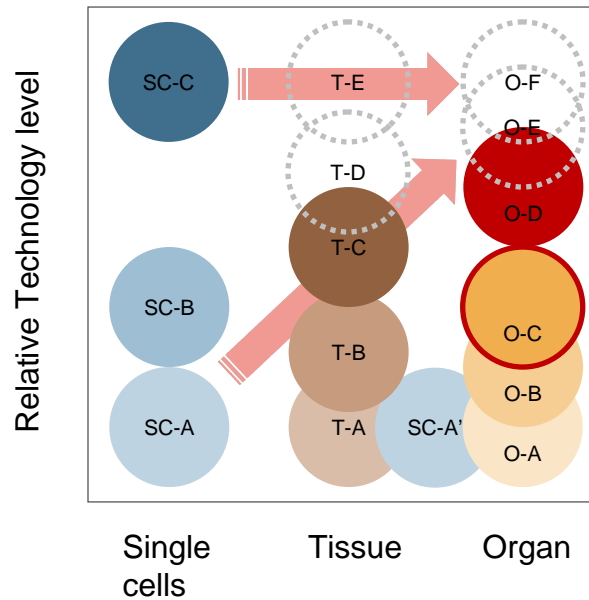 Relative Technology level
SC-C
T-E
O-F
O-E
T-D
O-D
T-C
SC-B
O-C
T-B
O-B
SC-A
T-A
SC-A’
O-A
Single
cells
Tissue
Organ